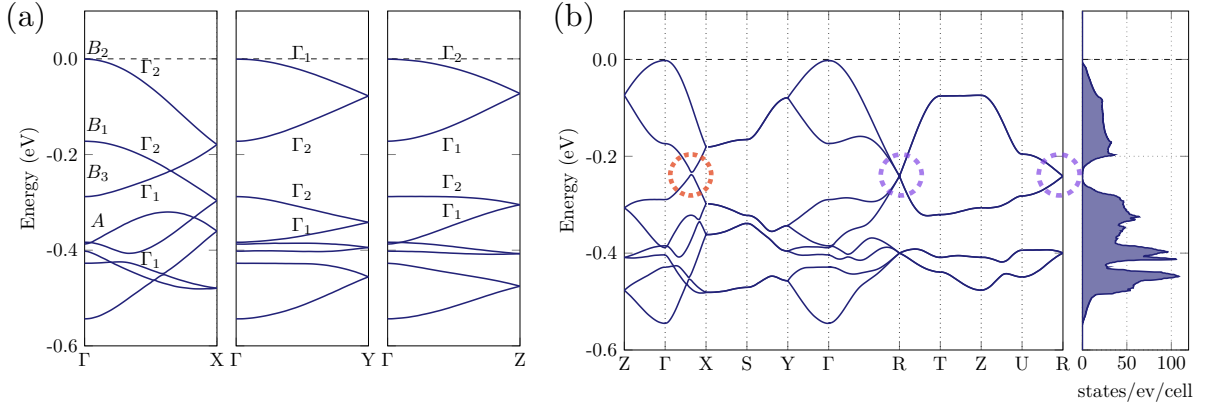 (a)
Energy (eV)
0.0
-0.2
-0.4
-0.6
B₂
B₁
B₃
A
Γ₂
Γ₂
Γ₁
Γ₁
Γ X
Γ₁
Γ₂
Γ₂
Γ₁
Γ Y
Γ₂
Γ₁
Γ₂
Γ₁
Γ Z
(b)
Energy (eV)
0.0
-0.2
-0.4
-0.6
Z Γ X S Y Γ R T Z U R
0 50 100
states/ev/cell